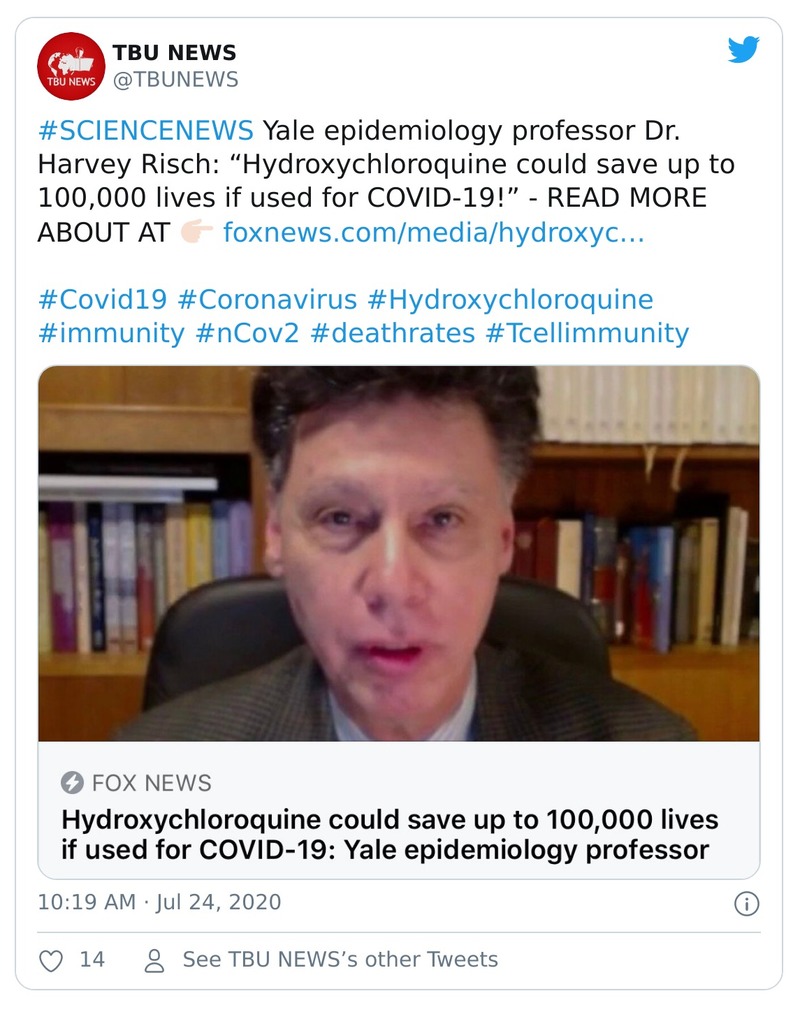 TBU NEWS
@TBUNEWS
TBU NEWS
#SCIENCENEWS Yale epidemiology professor Dr.
Harvey Risch: “Hydroxychloroquine could save up to
100,000 lives if used for COVID-19!” - READ MORE
ABOUT AT 👉🏻 foxnews.com/media/hydroxyc…
#Covid19 #Coronavirus #Hydroxychloroquine
#immunity #nCov2 #deathrates #Tcellimmunity
FOX NEWS
Hydroxychloroquine could save up to 100,000 lives
if used for COVID-19: Yale epidemiology professor
10:19 AM · Jul 24, 2020
14
See TBU NEWS’s other Tweets